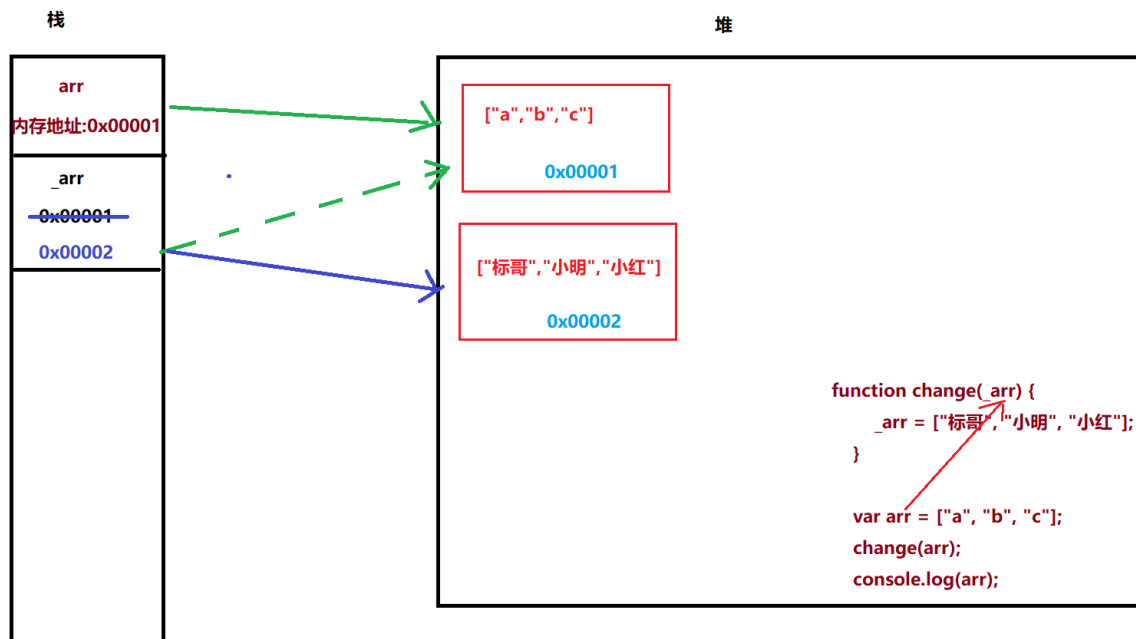 栈
堆
arr
内存地址:0x00001
_arr
0x00001
0x00002
["a","b","c"]
0x00001
["标哥","小明","小红"]
0x00002
function change(_arr) {
_arr = ["标哥", "小明", "小红"];
}
var arr = ["a", "b", "c"];
change(arr);
console.log(arr);